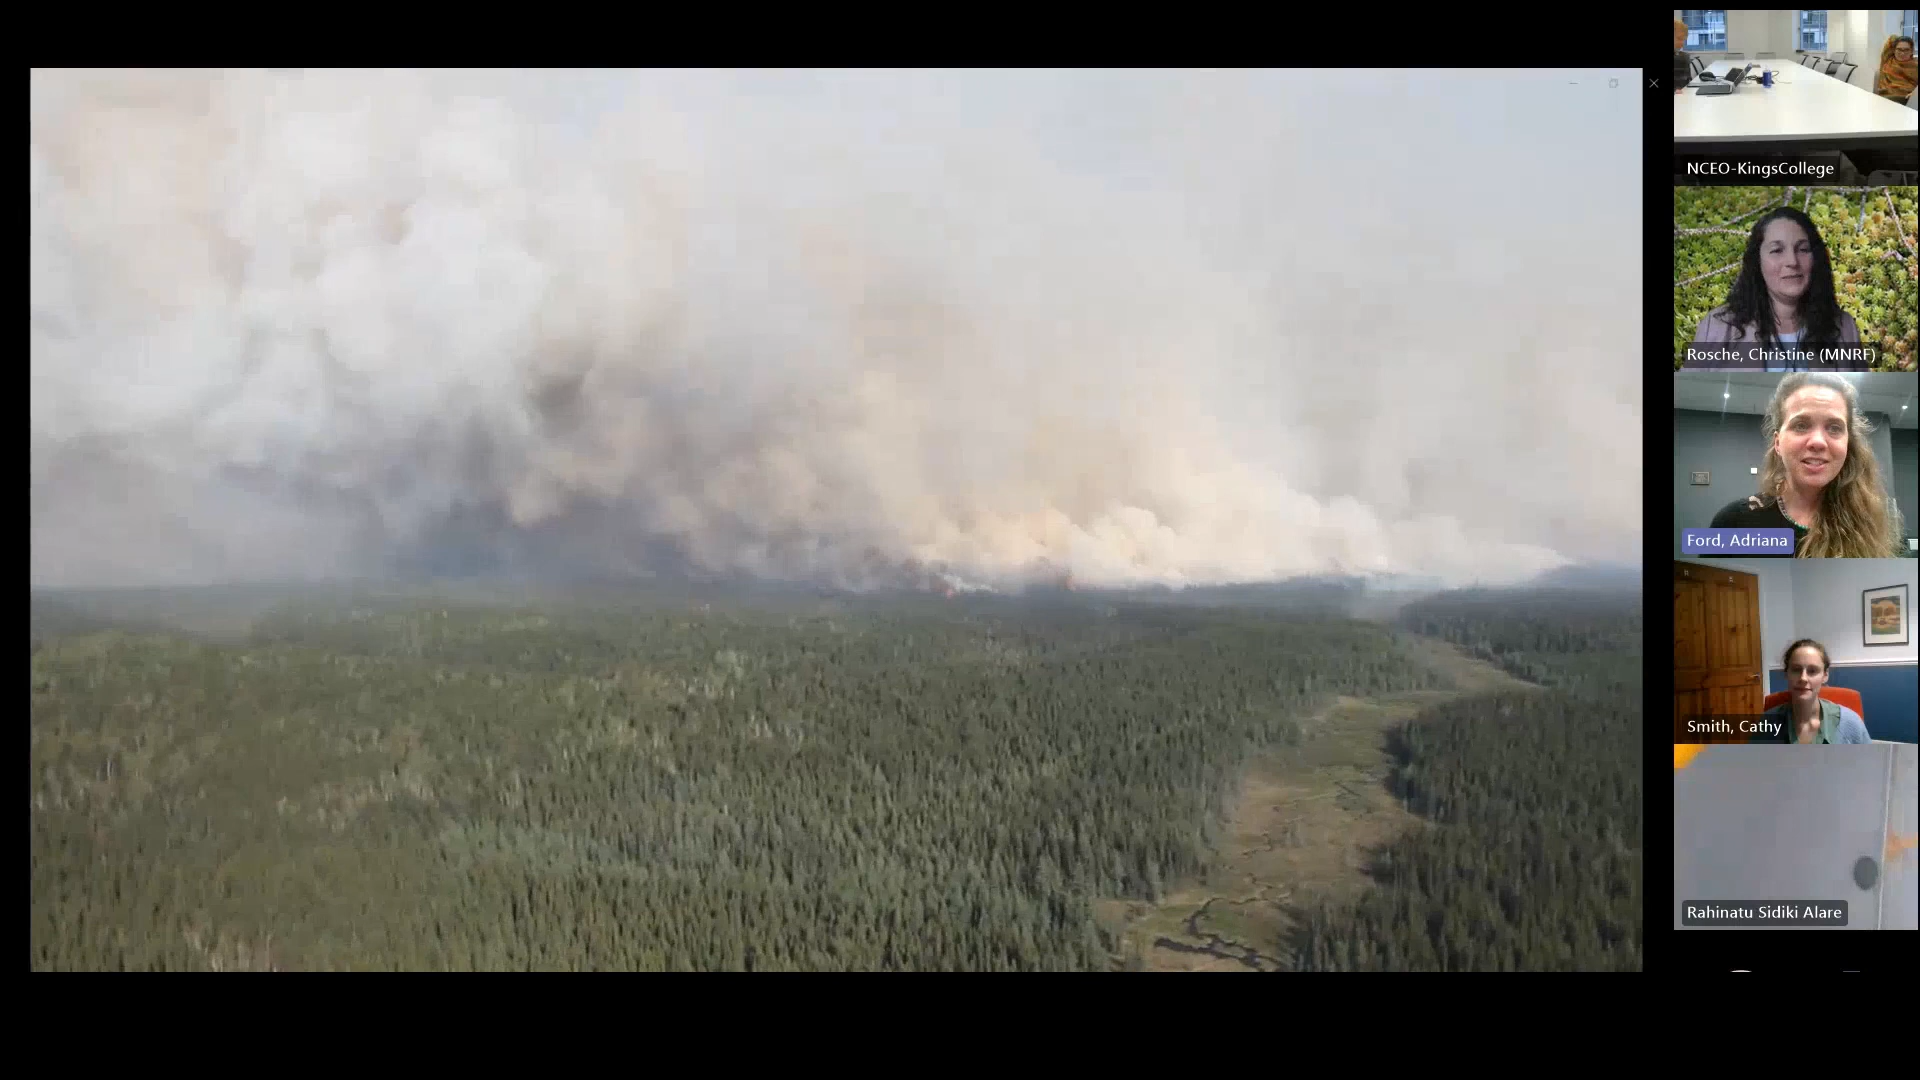 NCEO-KingsCollege
Rosche, Christine (MNRF)
Ford, Adriana
Smith, Cathy
Rahinatu Sidiki Alare